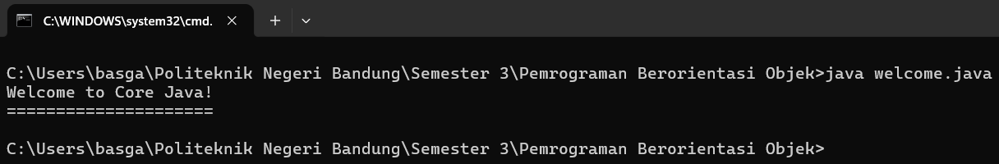 C:\WINDOWS\system32\cmd.
C:\Users\basga\Politeknik Negeri Bandung\Semester 3\Pemrograman Berorientasi Objek>java welcome.java
Welcome to Core Java!
=====================
C:\Users\basga\Politeknik Negeri Bandung\Semester 3\Pemrograman Berorientasi Objek>